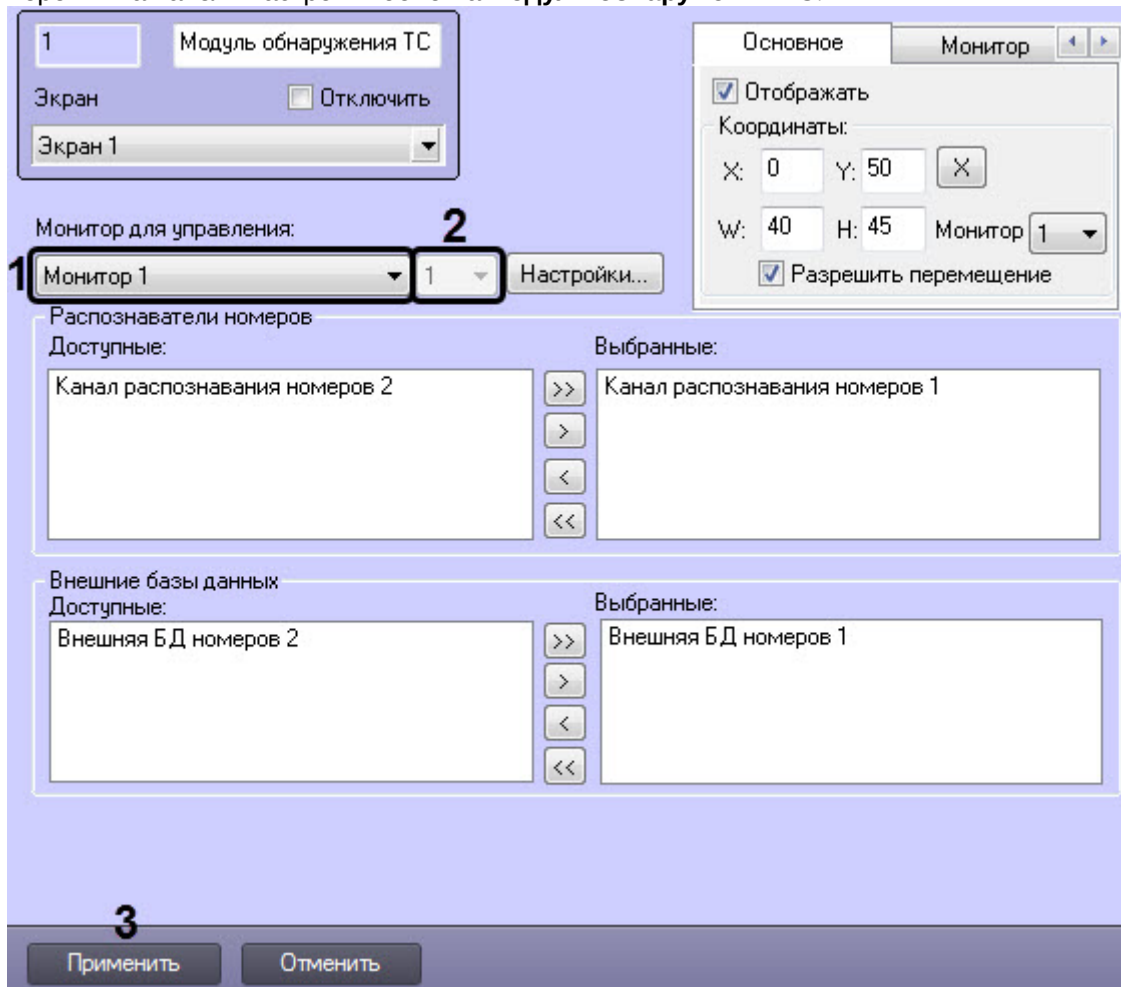 1 Модуль обнаружения ТС
Экран Отключить
Экран 1
Основное Монитор
Отображать
Координаты:
X: 0 Y: 50 X
W: 40 H: 45 Монитор 1
Разрешить перемещение
Монитор для управления: 2
1 Монитор 1 1 Настройки...
Распознаватели номеров
Доступные: Выбранные:
Канал распознавания номеров 2 >> Канал распознавания номеров 1
>
<
<<
Внешние базы данных
Доступные: Выбранные:
Внешняя БД номеров 2 >> Внешняя БД номеров 1
>
<
<<
3
Применить Отменить